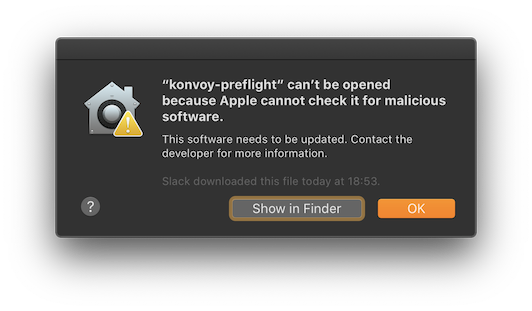 “konvoy-preflight“ can’t be opened
because Apple cannot check it for malicious
software.
This software needs to be updated. Contact the
developer for more information.
Slack downloaded this file today at 18:53.
?
Show in Finder
OK